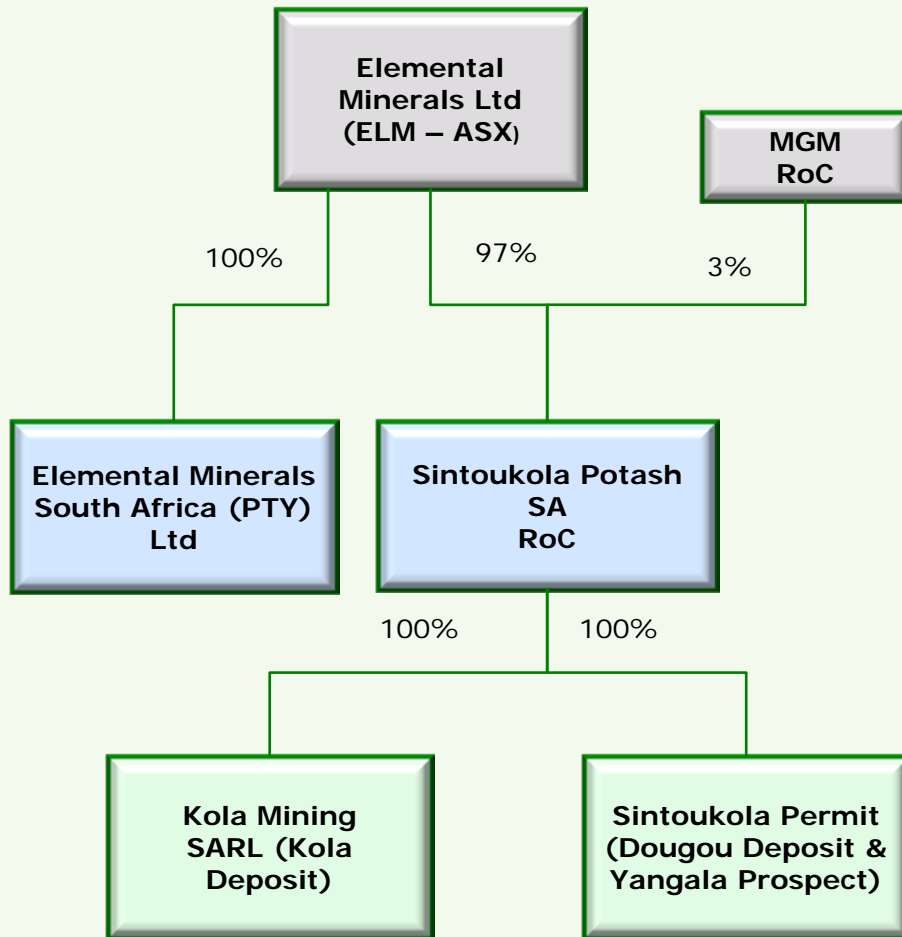 Elemental
Minerals Ltd
(ELM – ASX)
MGM
RoC
100%
97%
3%
Elemental Minerals
South Africa (PTY)
Ltd
Sintoukola Potash
SA
RoC
100%
100%
Kola Mining
SARL (Kola
Deposit)
Sintoukola Permit
(Dougou Deposit &
Yangala Prospect)